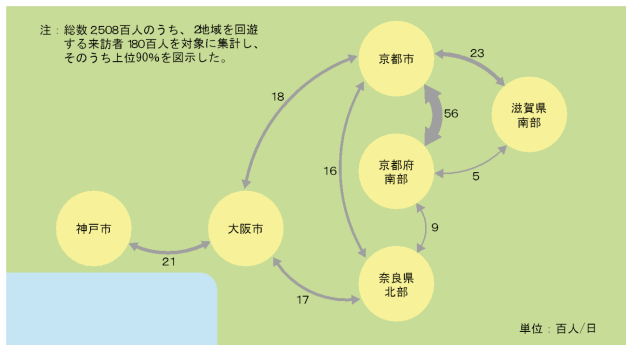 注：総数2508百人のうち、2地域を回遊
する来訪者180百人を対象に集計し、
そのうち上位90％を図示した。
京都市
23
滋賀県
南部
18
56
京都府
南部
16
5
9
神戸市
大阪市
21
奈良県
北部
17
単位：百人/日